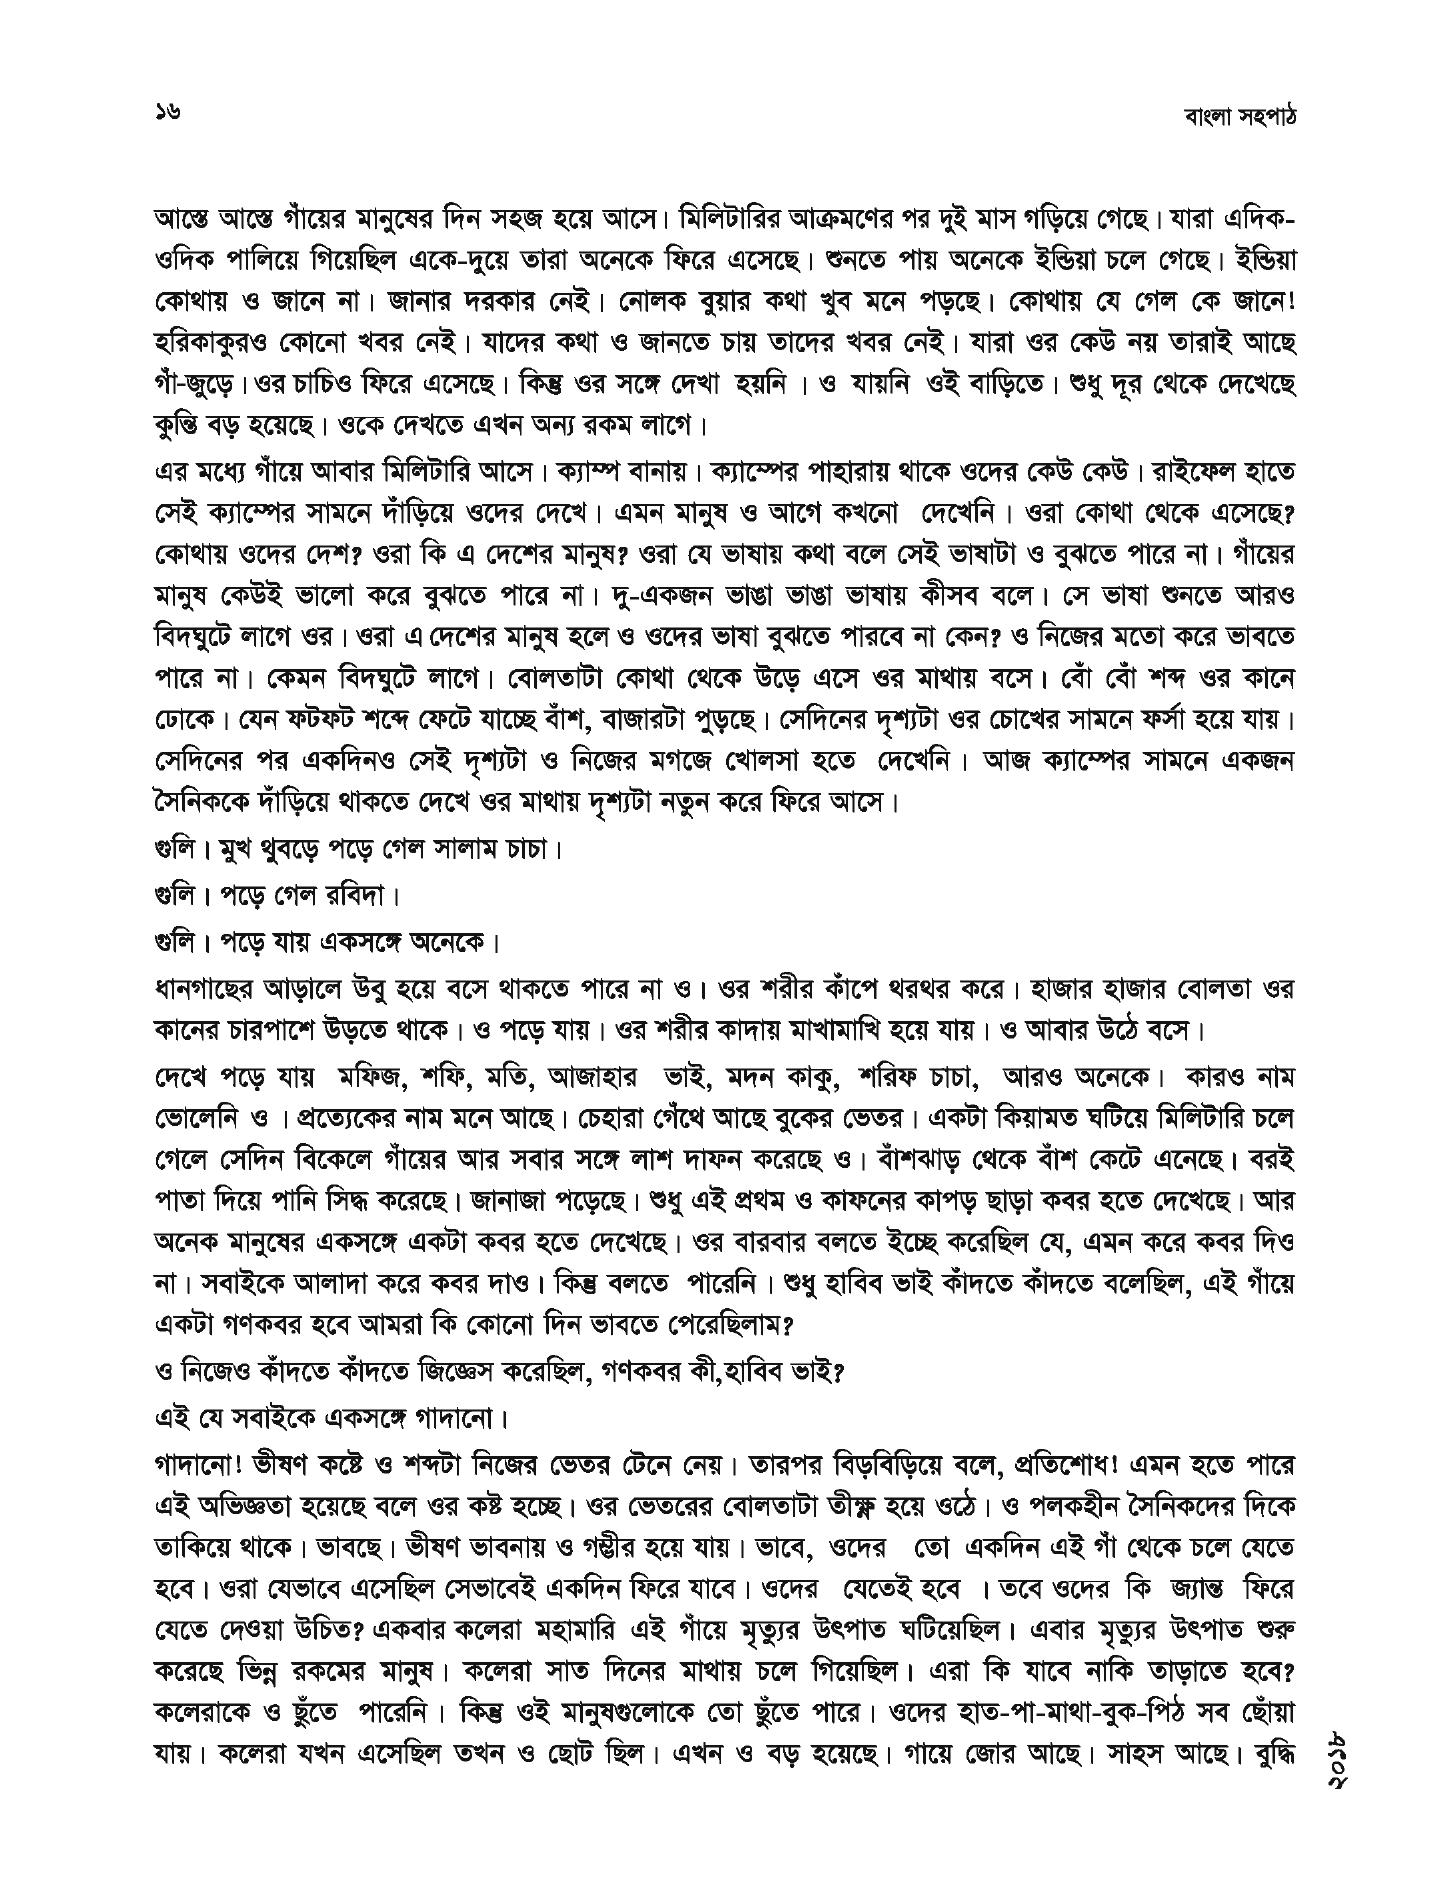 ১৬
বাংলা সহপাঠ
আস্তে আস্তে গাঁয়ের মানুষের দিন সহজ হয়ে আসে। মিলিটারির আক্রমণের পর দুই মাস গড়িয়ে গেছে। যারা এদিক-
ওদিক পালিয়ে গিয়েছিল একে-দুয়ে তারা অনেকে ফিরে এসেছে। শুনতে পায় অনেকে ইন্ডিয়া চলে গেছে। ইন্ডিয়া
কোথায় ও জানে না। জানার দরকার নেই। নোলক বুয়ার কথা খুব মনে পড়ছে। কোথায় যে গেল কে জানে!
হরিকাকুরও কোনো খবর নেই। যাদের কথা ও জানতে চায় তাদের খবর নেই। যারা ওর কেউ নয় তারাই আছে
গাঁ-জুড়ে। ওর চাচিও ফিরে এসেছে। কিন্তু ওর সঙ্গে দেখা হয়নি । ও যায়নি ওই বাড়িতে। শুধু দূর থেকে দেখেছে
কুন্তি বড় হয়েছে। ওকে দেখতে এখন অন্য রকম লাগে।
এর মধ্যে গাঁয়ে আবার মিলিটারি আসে। ক্যাম্প বানায়। ক্যাম্পের পাহারায় থাকে ওদের কেউ কেউ। রাইফেল হাতে
সেই ক্যাম্পের সামনে দাঁড়িয়ে ওদের দেখে। এমন মানুষ ও আগে কখনো দেখেনি । ওরা কোথা থেকে এসেছে?
কোথায় ওদের দেশ? ওরা কি এ দেশের মানুষ? ওরা যে ভাষায় কথা বলে সেই ভাষাটা ও বুঝতে পারে না। গাঁয়ের
মানুষ কেউই ভালো করে বুঝতে পারে না। দু-একজন ভাঙা ভাঙা ভাষায় কীসব বলে। সে ভাষা শুনতে আরও
বিদঘুটে লাগে ওর। ওরা এ দেশের মানুষ হলে ও ওদের ভাষা বুঝতে পারবে না কেন? ও নিজের মতো করে ভাবতে
পারে না। কেমন বিদঘুটে লাগে। বোলতাটা কোথা থেকে উড়ে এসে ওর মাথায় বসে। বোঁ বোঁ শব্দ ওর কানে
ঢোকে। যেন ফটফট শব্দে ফেটে যাচ্ছে বাঁশ, বাজারটা পুড়ছে। সেদিনের দৃশ্যটা ওর চোখের সামনে ফর্সা হয়ে যায়।
সেদিনের পর একদিনও সেই দৃশ্যটা ও নিজের মগজে খোলসা হতে দেখেনি । আজ ক্যাম্পের সামনে একজন
সৈনিককে দাঁড়িয়ে থাকতে দেখে ওর মাথায় দৃশ্যটা নতুন করে ফিরে আসে।
গুলি। মুখ থুবড়ে পড়ে গেল সালাম চাচা।
গুলি। পড়ে গেল রবিদা।
গুলি। পড়ে যায় একসঙ্গে অনেকে।
ধানগাছের আড়ালে উবু হয়ে বসে থাকতে পারে না ও। ওর শরীর কাঁপে থরথর করে। হাজার হাজার বোলতা ওর
কানের চারপাশে উড়তে থাকে। ও পড়ে যায়। ওর শরীর কাদায় মাখামাখি হয়ে যায়। ও আবার উঠে বসে।
দেখে পড়ে যায় মফিজ, শফি, মতি, আজাহার ভাই, মদন কাকু, শরিফ চাচা, আরও অনেকে। কারও নাম
ভোলেনি ও । প্রত্যেকের নাম মনে আছে। চেহারা গেঁথে আছে বুকের ভেতর। একটা কিয়ামত ঘটিয়ে মিলিটারি চলে
গেলে সেদিন বিকেলে গাঁয়ের আর সবার সঙ্গে লাশ দাফন করেছে ও। বাঁশঝাড় থেকে বাঁশ কেটে এনেছে। বরই
পাতা দিয়ে পানি সিদ্ধ করেছে। জানাজা পড়েছে। শুধু এই প্রথম ও কাফনের কাপড় ছাড়া কবর হতে দেখেছে। আর
অনেক মানুষের একসঙ্গে একটা কবর হতে দেখেছে। ওর বারবার বলতে ইচ্ছে করেছিল যে, এমন করে কবর দিও
না। সবাইকে আলাদা করে কবর দাও। কিন্তু বলতে পারেনি । শুধু হাবিব ভাই কাঁদতে কাঁদতে বলেছিল, এই গাঁয়ে
একটা গণকবর হবে আমরা কি কোনো দিন ভাবতে পেরেছিলাম?
ও নিজেও কাঁদতে কাঁদতে জিজ্ঞেস করেছিল, গণকবর কী,হাবিব ভাই?
এই যে সবাইকে একসঙ্গে গাদানো।
গাদানো! ভীষণ কষ্টে ও শব্দটা নিজের ভেতর টেনে নেয়। তারপর বিড়বিড়িয়ে বলে, প্রতিশোধ! এমন হতে পারে
এই অভিজ্ঞতা হয়েছে বলে ওর কষ্ট হচ্ছে। ওর ভেতরের বোলতাটা তীক্ষ্ণ হয়ে ওঠে। ও পলকহীন সৈনিকদের দিকে
তাকিয়ে থাকে। ভাবছে। ভীষণ ভাবনায় ও গম্ভীর হয়ে যায়। ভাবে, ওদের তো একদিন এই গাঁ থেকে চলে যেতে
হবে। ওরা যেভাবে এসেছিল সেভাবেই একদিন ফিরে যাবে। ওদের যেতেই হবে । তবে ওদের কি জ্যান্ত ফিরে
যেতে দেওয়া উচিত? একবার কলেরা মহামারি এই গাঁয়ে মৃত্যুর উৎপাত ঘটিয়েছিল। এবার মৃত্যুর উৎপাত শুরু
করেছে ভিন্ন রকমের মানুষ। কলেরা সাত দিনের মাথায় চলে গিয়েছিল। এরা কি যাবে নাকি তাড়াতে হবে?
কলেরাকে ও ছুঁতে পারেনি। কিন্তু ওই মানুষগুলোকে তো ছুঁতে পারে। ওদের হাত-পা-মাথা-বুক-পিঠ সব ছোঁয়া
যায়। কলেরা যখন এসেছিল তখন ও ছোট ছিল। এখন ও বড় হয়েছে। গায়ে জোর আছে। সাহস আছে। বুদ্ধি
২০১৮